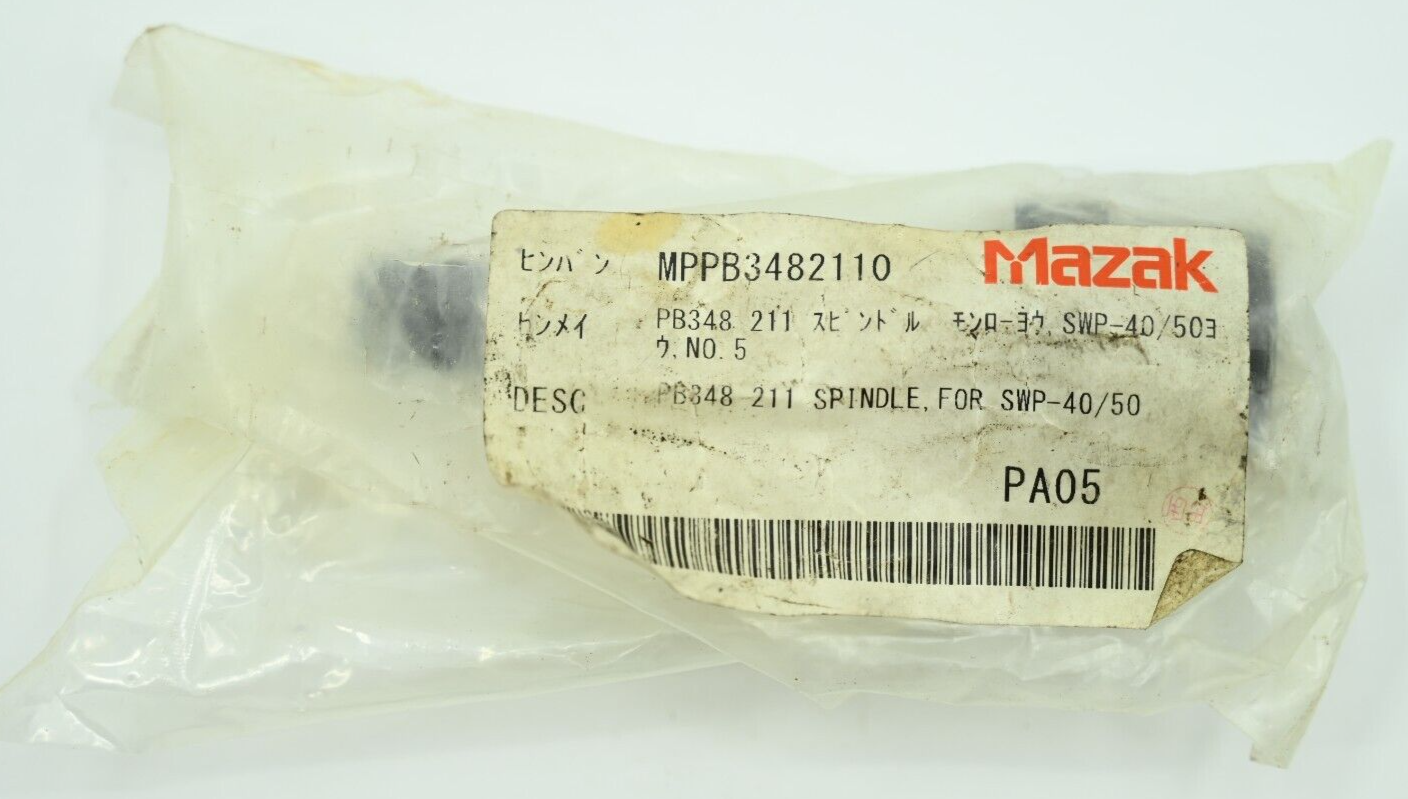 Mazak
ﾋﾝﾊﾞﾝ MPPB3482110
ﾋﾝﾒｲ PB348 211 ｽﾋﾟﾝﾄﾞﾙ ﾓﾝﾛｰﾖｳ,SWP-40/50ﾖ
ｳ,NO.5
DESC PB348 211 SPINDLE,FOR SWP-40/50
PA05